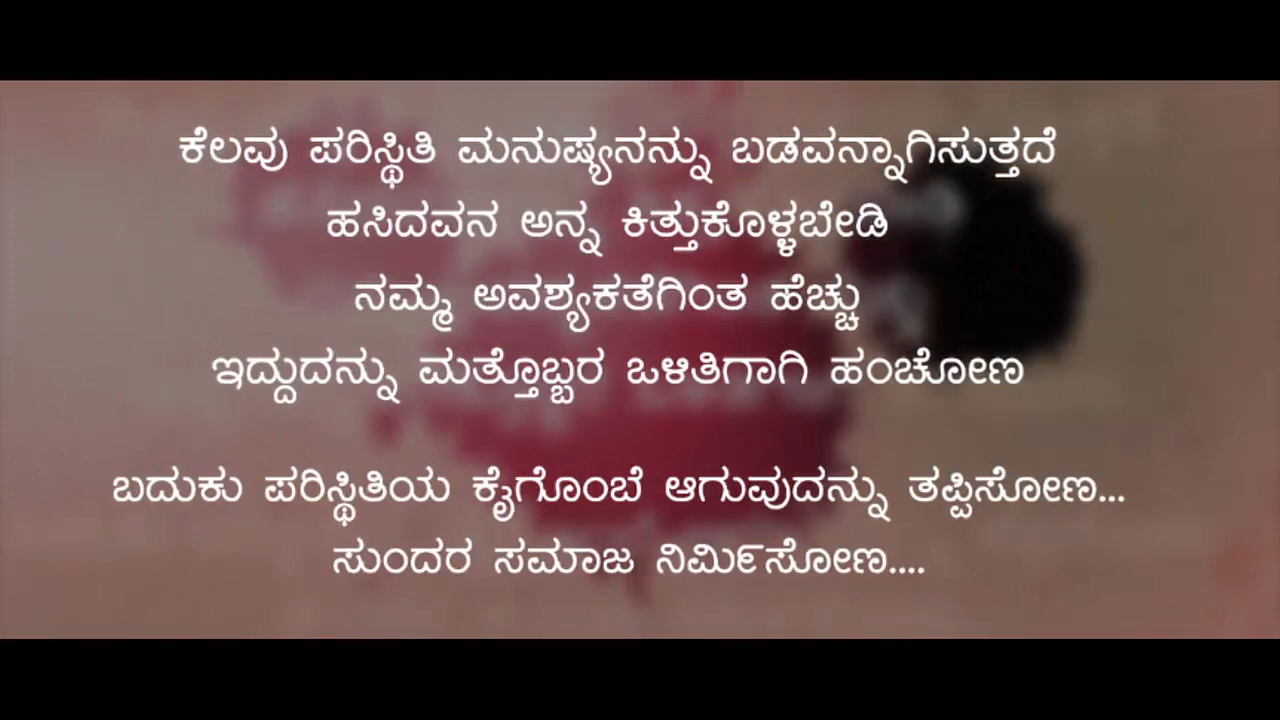 ಕೆಲವು ಪರಿಸ್ಥಿತಿ ಮನುಷ್ಯನನ್ನು ಬಡವನ್ನಾಗಿಸುತ್ತದೆ
ಹಸಿದವನ ಅನ್ನ ಕಿತ್ತುಕೊಳ್ಳಬೇಡಿ
ನಮ್ಮ ಅವಶ್ಯಕತೆಗಿಂತ ಹೆಚ್ಚು
ಇದ್ದುದನ್ನು ಮತ್ತೊಬ್ಬರ ಒಳಿತಿಗಾಗಿ ಹಂಚೋಣ
ಬದುಕು ಪರಿಸ್ಥಿತಿಯ ಕೈಗೊಂಬೆ ಆಗುವುದನ್ನು ತಪ್ಪಿಸೋಣ...
ಸುಂದರ ಸಮಾಜ ನಿರ್ಮಿಸೋಣ....